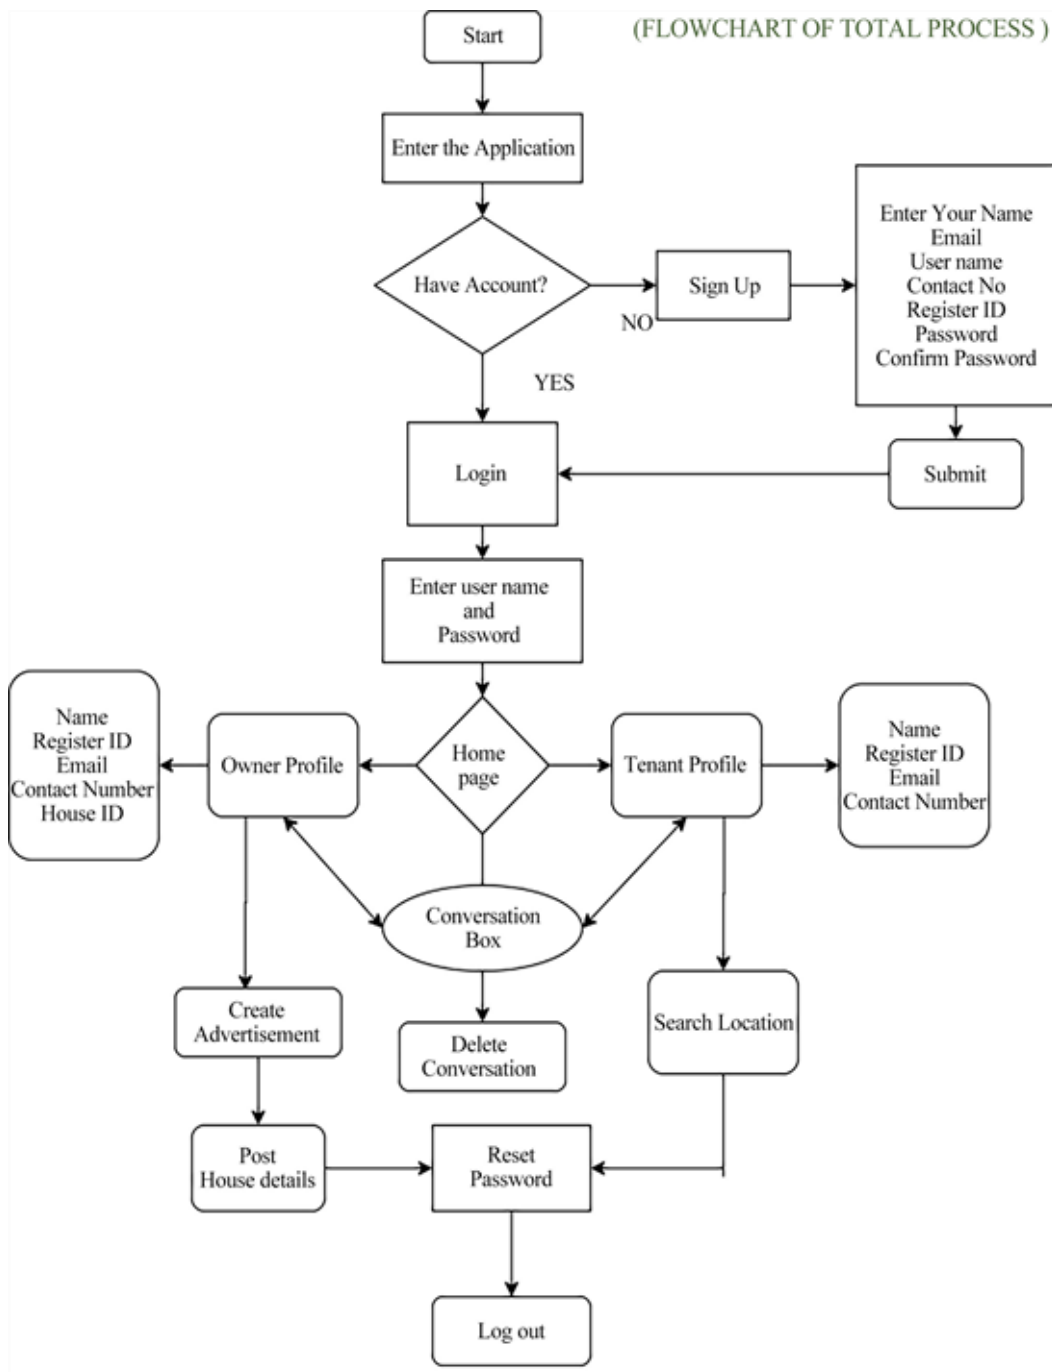 Start
(FLOWCHART OF TOTAL PROCESS )
Enter the Application
Have Account?
NO
Sign Up
Enter Your Name
Email
User name
Contact No
Register ID
Password
Confirm Password
YES
Login
Submit
Enter user name
and
Password
Name
Register ID
Email
Contact Number
House ID
Owner Profile
Home
page
Tenant Profile
Name
Register ID
Email
Contact Number
Conversation
Box
Create
Advertisement
Delete
Conversation
Search Location
Post
House details
Reset
Password
Log out